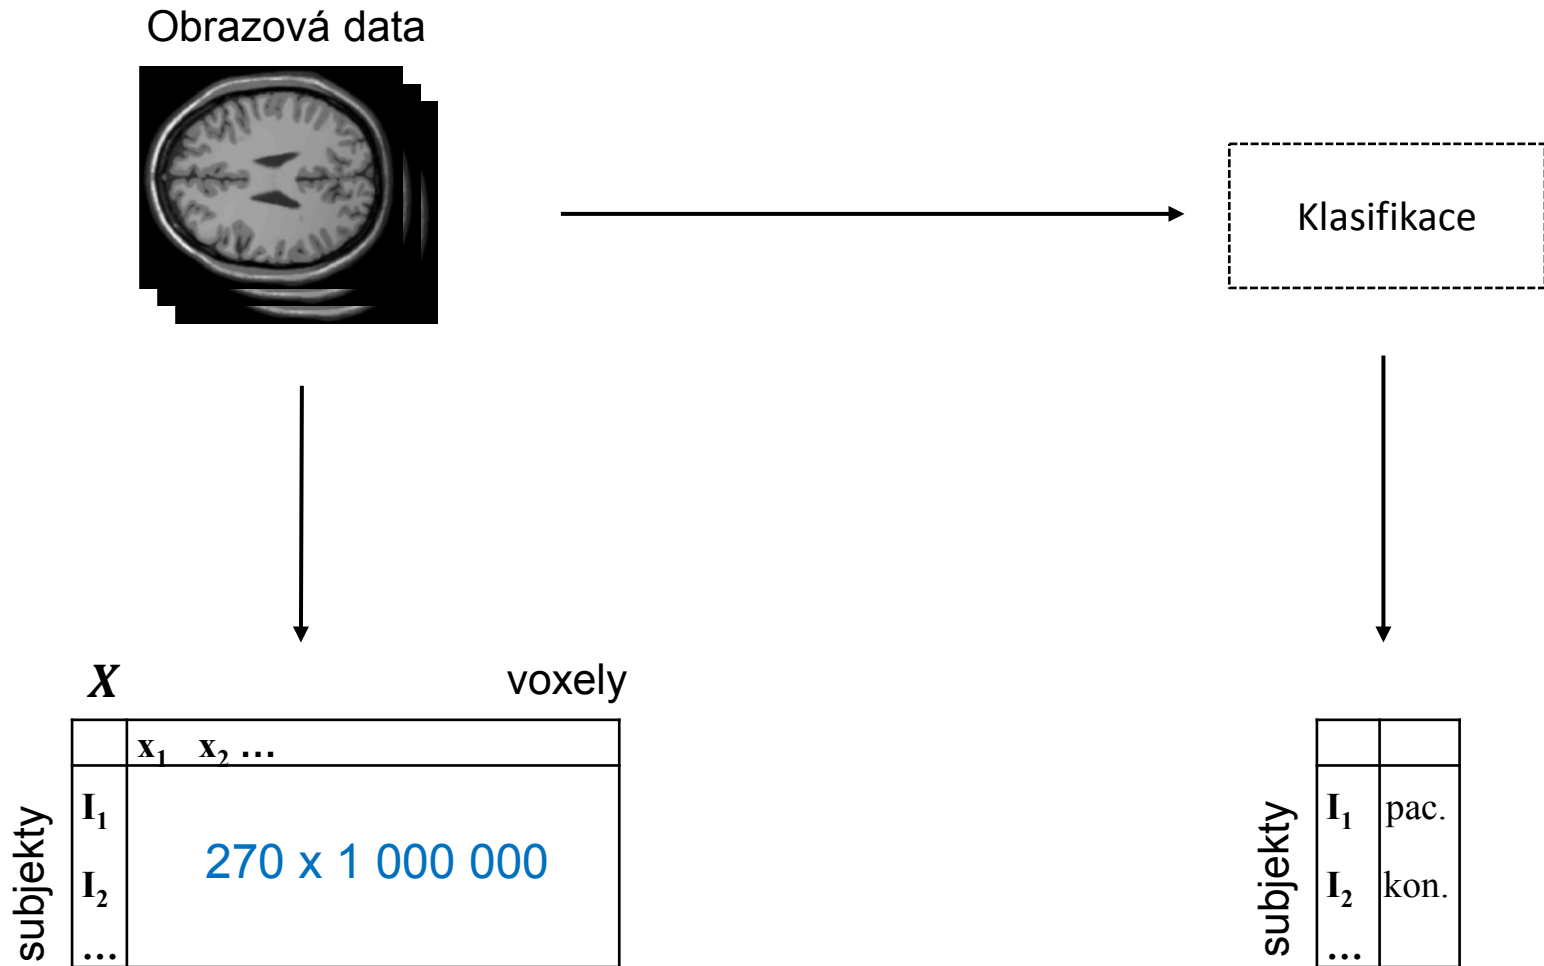 Obrazová data
Klasifikace
X voxely
x₁ x₂ …
subjekty
I₁
270 x 1 000 000
I₂
…
subjekty
I₁ pac.
I₂ kon.
…